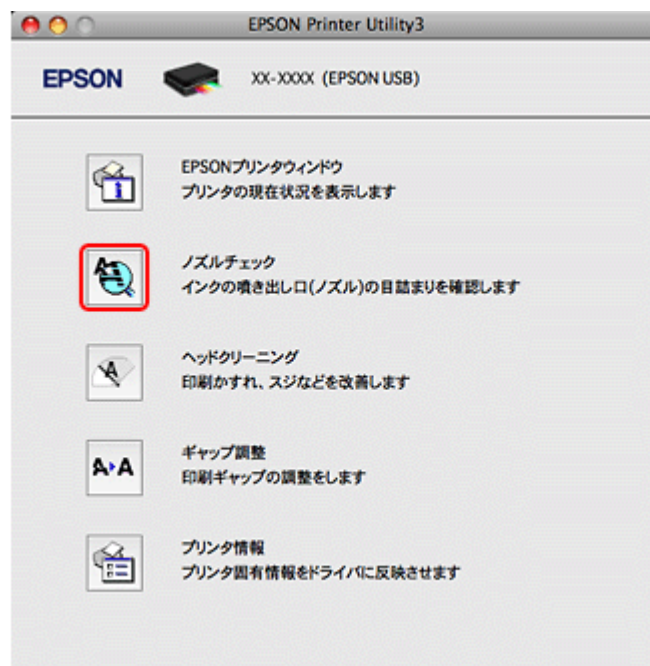 EPSON Printer Utility3
EPSON XX-XXXX (EPSON USB)
EPSONプリンタウィンドウ
プリンタの現在状況を表示します
ノズルチェック
インクの噴き出し口(ノズル)の目詰まりを確認します
ヘッドクリーニング
印刷かすれ、スジなどを改善します
A▸A
ギャップ調整
印刷ギャップの調整をします
プリンタ情報
プリンタ固有情報をドライバに反映させます